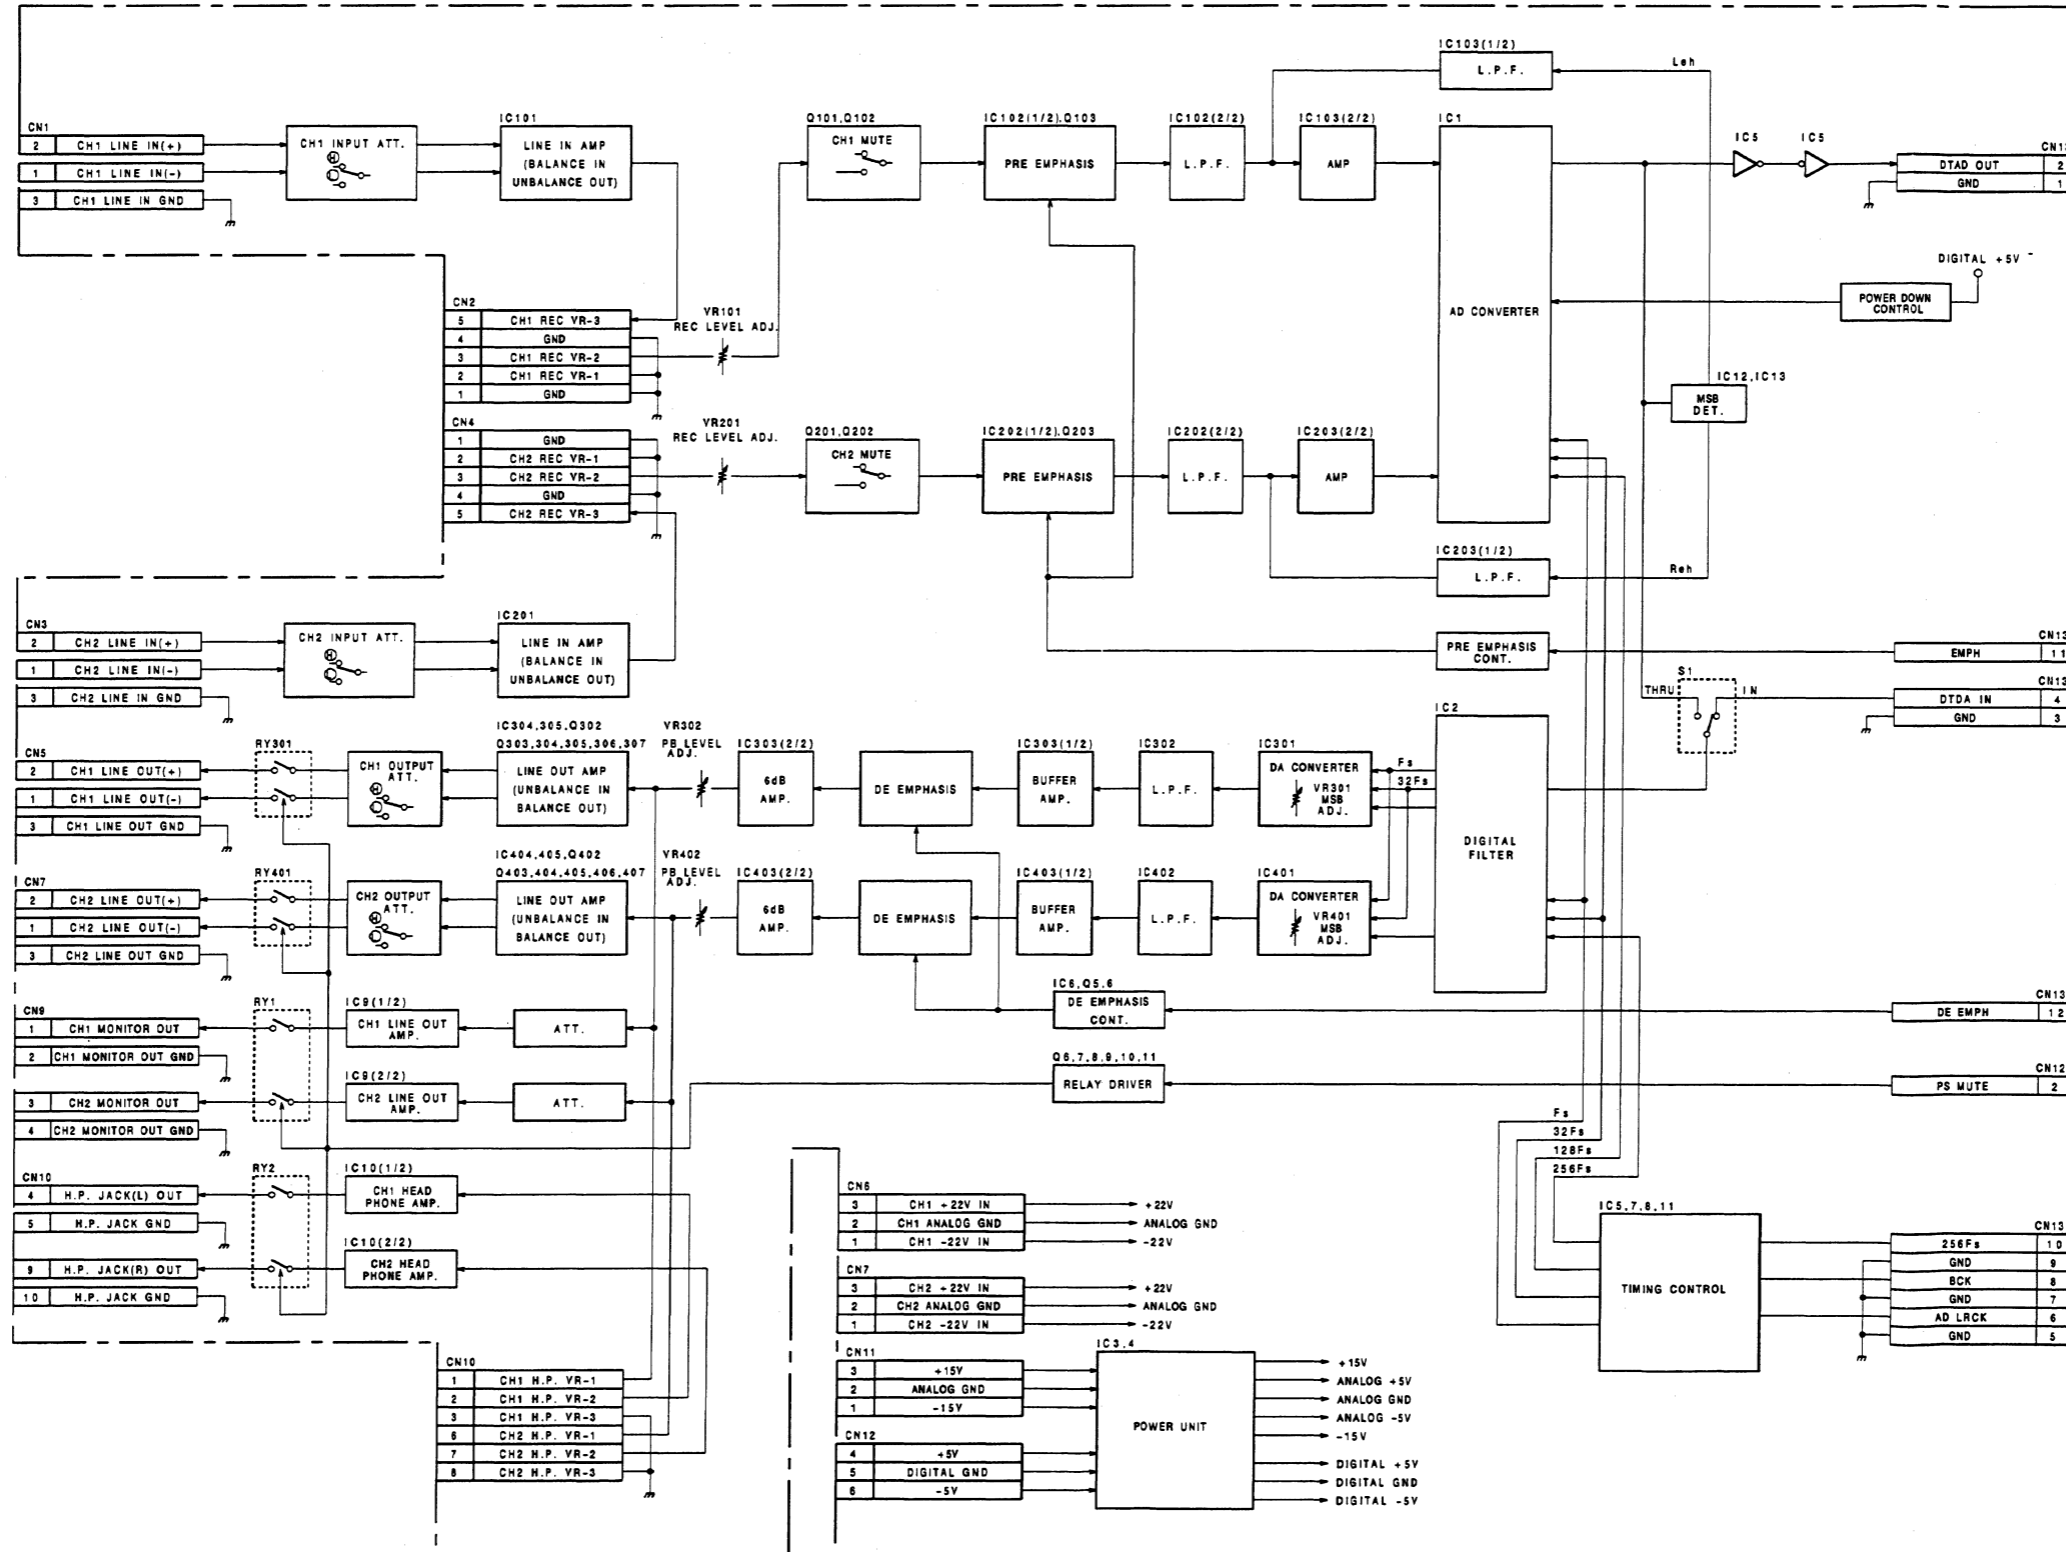 IC103(1/2)
L.P.F.
Leh
CN1
2 CH1 LINE IN(+)
1 CH1 LINE IN(-)
3 CH1 LINE IN GND
CH1 INPUT ATT.
H
L
IC101
LINE IN AMP
(BALANCE IN
UNBALANCE OUT)
Q101,Q102
CH1 MUTE
IC102(1/2),Q103
PRE EMPHASIS
IC102(2/2)
L.P.F.
IC103(2/2)
AMP
IC1
AD CONVERTER
IC5
IC5
DTAD OUT 2
GND 1
DIGITAL +5V
POWER DOWN
CONTROL
CN2
5 CH1 REC VR-3
4 GND
3 CH1 REC VR-2
2 CH1 REC VR-1
1 GND
VR101
REC LEVEL ADJ.
IC12,IC13
MSB
DET.
CN4
1 GND
2 CH2 REC VR-1
3 CH2 REC VR-2
4 GND
5 CH2 REC VR-3
VR201
REC LEVEL ADJ.
Q201,Q202
CH2 MUTE
IC202(1/2),Q203
PRE EMPHASIS
IC202(2/2)
L.P.F.
IC203(2/2)
AMP
IC203(1/2)
L.P.F.
Reh
CN3
2 CH2 LINE IN(+)
1 CH2 LINE IN(-)
3 CH2 LINE IN GND
CH2 INPUT ATT.
H
L
IC201
LINE IN AMP
(BALANCE IN
UNBALANCE OUT)
PRE EMPHASIS
CONT.
CN13
EMPH 11
S1
THRU
IN
CN13
DTDA IN 4
GND 3
CN5
2 CH1 LINE OUT(+)
1 CH1 LINE OUT(-)
3 CH1 LINE OUT GND
RY301
CH1 OUTPUT
ATT.
H
L
IC304,305,Q302
Q303,304,305,306,307
LINE OUT AMP
(UNBALANCE IN
BALANCE OUT)
VR302
PB LEVEL
ADJ.
IC303(2/2)
6dB
AMP.
DE EMPHASIS
IC303(1/2)
BUFFER
AMP.
IC302
L.P.F.
IC301
DA CONVERTER
VR301
MSB
ADJ.
Fs
32Fs
IC2
DIGITAL
FILTER
CN7
2 CH2 LINE OUT(+)
1 CH2 LINE OUT(-)
3 CH2 LINE OUT GND
RY401
CH2 OUTPUT
ATT.
H
L
IC404,405,Q402
Q403,404,405,406,407
LINE OUT AMP
(UNBALANCE IN
BALANCE OUT)
VR402
PB LEVEL
ADJ.
IC403(2/2)
6dB
AMP.
DE EMPHASIS
IC403(1/2)
BUFFER
AMP.
IC402
L.P.F.
IC401
DA CONVERTER
VR401
MSB
ADJ.
CN9
1 CH1 MONITOR OUT
2 CH1 MONITOR OUT GND
3 CH2 MONITOR OUT
4 CH2 MONITOR OUT GND
RY1
IC9(1/2)
CH1 LINE OUT
AMP.
ATT.
IC9(2/2)
CH2 LINE OUT
AMP.
ATT.
IC6,Q5,6
DE EMPHASIS
CONT.
CN13
DE EMPH 12
Q6,7,8,9,10,11
RELAY DRIVER
CN12
PS MUTE 2
Fs
32Fs
128Fs
256Fs
CN10
4 H.P. JACK(L) OUT
5 H.P. JACK GND
9 H.P. JACK(R) OUT
10 H.P. JACK GND
RY2
IC10(1/2)
CH1 HEAD
PHONE AMP.
IC10(2/2)
CH2 HEAD
PHONE AMP.
CN6
3 CH1 +22V IN +22V
2 CH1 ANALOG GND ANALOG GND
1 CH1 -22V IN -22V
CN7
3 CH2 +22V IN +22V
2 CH2 ANALOG GND ANALOG GND
1 CH2 -22V IN -22V
IC5,7,8,11
TIMING CONTROL
CN13
256Fs 10
GND 9
BCK 8
GND 7
AD LRCK 6
GND 5
CN10
1 CH1 H.P. VR-1
2 CH1 H.P. VR-2
3 CH1 H.P. VR-3
6 CH2 H.P. VR-1
7 CH2 H.P. VR-2
8 CH2 H.P. VR-3
CN11
3 +15V
2 ANALOG GND
1 -15V
CN12
4 +5V
5 DIGITAL GND
6 -5V
IC3,4
POWER UNIT
+15V
ANALOG +5V
ANALOG GND
ANALOG -5V
-15V
DIGITAL +5V
DIGITAL GND
DIGITAL -5V